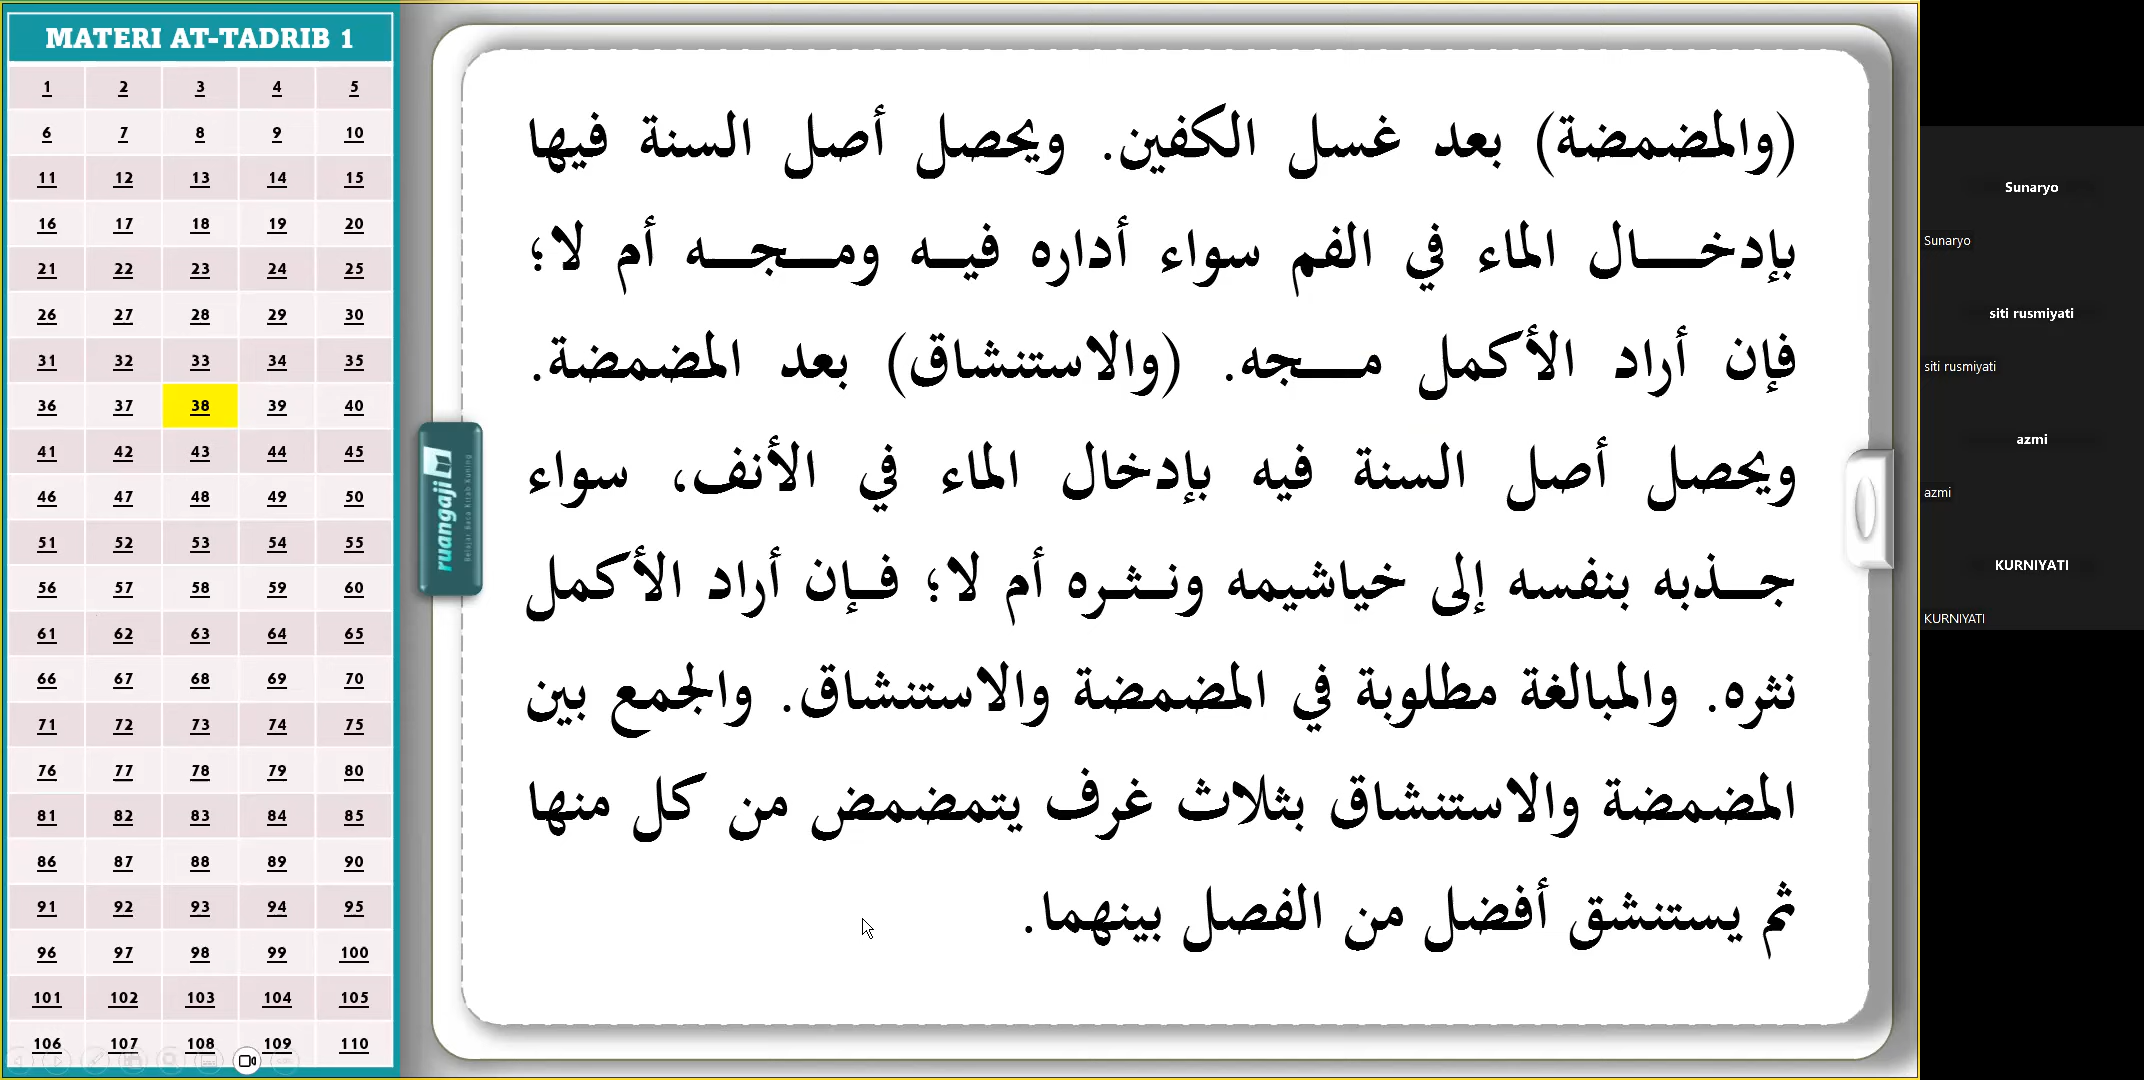 MATERI AT-TADRIB 1
1 2 3 4 5
6 7 8 9 10
11 12 13 14 15
16 17 18 19 20
21 22 23 24 25
26 27 28 29 30
31 32 33 34 35
36 37 38 39 40
41 42 43 44 45
46 47 48 49 50
51 52 53 54 55
56 57 58 59 60
61 62 63 64 65
66 67 68 69 70
71 72 73 74 75
76 77 78 79 80
81 82 83 84 85
86 87 88 89 90
91 92 93 94 95
96 97 98 99 100
101 102 103 104 105
106 107 108 109 110
ruangaji
Belajar Baca Kitab Kuning
(والمضمضة) بعد غسل الكفين. ويحصل أصل السنة فيها
بإدخال الماء في الفم سواء أداره فيه ومجه أم لا؛
فإن أراد الأكمل مجه. (والاستنشاق) بعد المضمضة.
ويحصل أصل السنة فيه بإدخال الماء في الأنف، سواء
جذبه بنفسه إلى خياشيمه ونثره أم لا؛ فإن أراد الأكمل
نثره. والمبالغة مطلوبة في المضمضة والاستنشاق. والجمع بين
المضمضة والاستنشاق بثلاث غرف يتمضمض من كل منها
ثم يستنشق أفضل من الفصل بينهما.
Sunaryo
Sunaryo
siti rusmiyati
siti rusmiyati
azmi
azmi
KURNIYATI
KURNIYATI